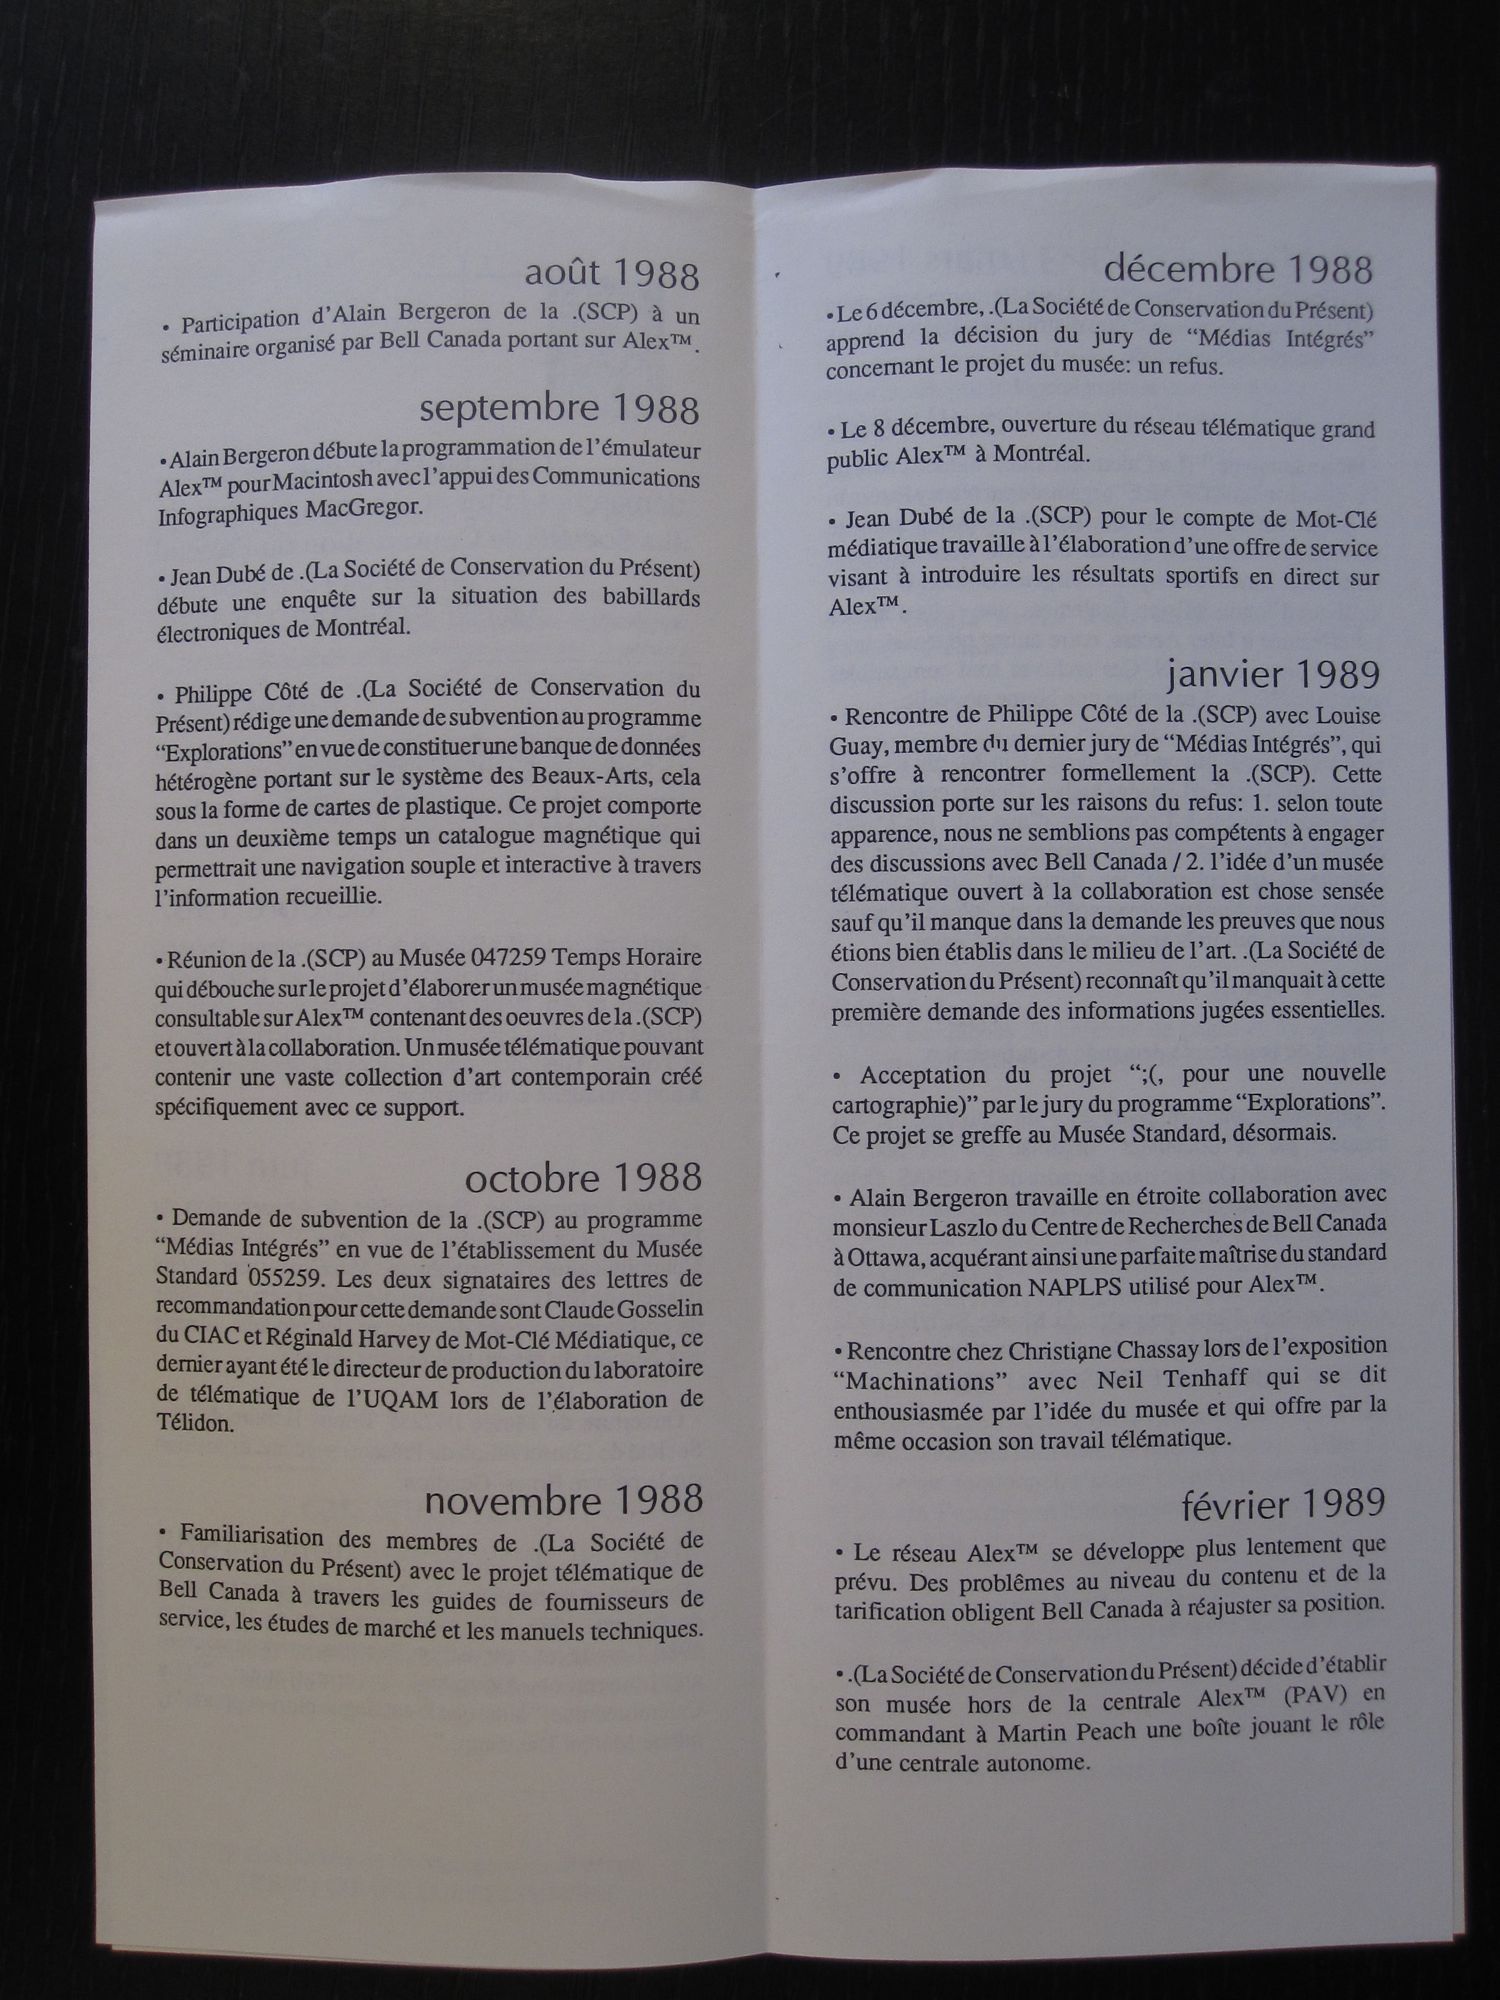 août 1988
• Participation d'Alain Bergeron de la .(SCP) à un
séminaire organisé par Bell Canada portant sur Alex™.
septembre 1988
• Alain Bergeron débute la programmation de l'émulateur
Alex™ pour Macintosh avec l'appui des Communications
Infographiques MacGregor.
• Jean Dubé de .(La Société de Conservation du Présent)
débute une enquête sur la situation des babillards
électroniques de Montréal.
• Philippe Côté de .(La Société de Conservation du
Présent) rédige une demande de subvention au programme
“Explorations” en vue de constituer une banque de données
hétérogène portant sur le système des Beaux-Arts, cela
sous la forme de cartes de plastique. Ce projet comporte
dans un deuxième temps un catalogue magnétique qui
permettrait une navigation souple et interactive à travers
l'information recueillie.
• Réunion de la .(SCP) au Musée 047259 Temps Horaire
qui débouche sur le projet d'élaborer un musée magnétique
consultable sur Alex™ contenant des oeuvres de la .(SCP)
et ouvert à la collaboration. Un musée télématique pouvant
contenir une vaste collection d'art contemporain créé
spécifiquement avec ce support.
octobre 1988
• Demande de subvention de la .(SCP) au programme
“Médias Intégrés” en vue de l'établissement du Musée
Standard 055259. Les deux signataires des lettres de
recommandation pour cette demande sont Claude Gosselin
du CIAC et Réginald Harvey de Mot-Clé Médiatique, ce
dernier ayant été le directeur de production du laboratoire
de télématique de l'UQAM lors de l'élaboration de
Télidon.
novembre 1988
• Familiarisation des membres de .(La Société de
Conservation du Présent) avec le projet télématique de
Bell Canada à travers les guides de fournisseurs de
service, les études de marché et les manuels techniques.
décembre 1988
• Le 6 décembre, .(La Société de Conservation du Présent)
apprend la décision du jury de “Médias Intégrés”
concernant le projet du musée: un refus.
• Le 8 décembre, ouverture du réseau télématique grand
public Alex™ à Montréal.
• Jean Dubé de la .(SCP) pour le compte de Mot-Clé
médiatique travaille à l'élaboration d'une offre de service
visant à introduire les résultats sportifs en direct sur
Alex™.
janvier 1989
• Rencontre de Philippe Côté de la .(SCP) avec Louise
Guay, membre du dernier jury de “Médias Intégrés”, qui
s'offre à rencontrer formellement la .(SCP). Cette
discussion porte sur les raisons du refus: 1. selon toute
apparence, nous ne semblions pas compétents à engager
des discussions avec Bell Canada / 2. l'idée d'un musée
télématique ouvert à la collaboration est chose sensée
sauf qu'il manque dans la demande les preuves que nous
étions bien établis dans le milieu de l'art. .(La Société de
Conservation du Présent) reconnaît qu'il manquait à cette
première demande des informations jugées essentielles.
• Acceptation du projet “;(, pour une nouvelle
cartographie)” par le jury du programme “Explorations”.
Ce projet se greffe au Musée Standard, désormais.
• Alain Bergeron travaille en étroite collaboration avec
monsieur Laszlo du Centre de Recherches de Bell Canada
à Ottawa, acquérant ainsi une parfaite maîtrise du standard
de communication NAPLPS utilisé pour Alex™.
• Rencontre chez Christiane Chassay lors de l'exposition
“Machinations” avec Neil Tenhaff qui se dit
enthousiasmée par l'idée du musée et qui offre par la
même occasion son travail télématique.
février 1989
• Le réseau Alex™ se développe plus lentement que
prévu. Des problêmes au niveau du contenu et de la
tarification obligent Bell Canada à réajuster sa position.
• .(La Société de Conservation du Présent) décide d'établir
son musée hors de la centrale Alex™ (PAV) en
commandant à Martin Peach une boîte jouant le rôle
d'une centrale autonome.